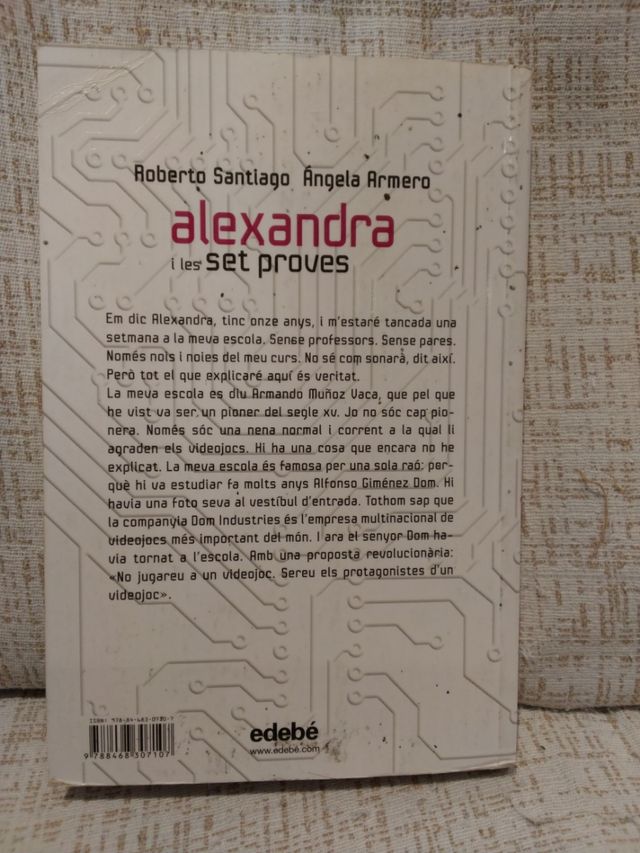 Roberto Santiago Ángela Armero
alexandra
i les set proves
Em dic Alexandra, tinc onze anys, i m'estaré tancada una
setmana a la meva escola. Sense professors. Sense pares.
Només nois i noies del meu curs. No sé com sonarà, dit així.
Però tot el que explicaré aquí és veritat.
La meva escola es diu Armando Muñoz Vaca, que pel que
he vist va ser un pioner del segle XV. Jo no sóc cap pio-
nera. Només sóc una nena normal i corrent a la qual li
agraden els videojocs. Hi ha una cosa que encara no he
explicat. La meva escola és famosa per una sola raó: per-
què hi va estudiar fa molts anys Alfonso Giménez Dom. Hi
havia una foto seva al vestíbul d'entrada. Tothom sap que
la companyia Dom Industries és l'empresa multinacional de
videojocs més important del món. I ara el senyor Dom ha-
via tornat a l'escola. Amb una proposta revolucionària:
«No jugareu a un videojoc. Sereu els protagonistes d'un
videojoc».
edebé
www.edebé.com
9 788468 307107